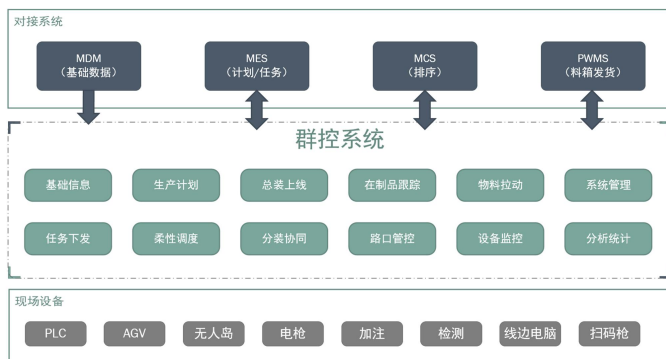 对接系统
MDM
（基础数据）
MES
（计划/任务）
MCS
（排序）
PWMS
（料箱发货）
群控系统
基础信息
生产计划
总装上线
在制品跟踪
物料拉动
系统管理
任务下发
柔性调度
分装协同
路口管控
设备监控
分析统计
现场设备
PLC
AGV
无人岛
电枪
加注
检测
线边电脑
扫码枪